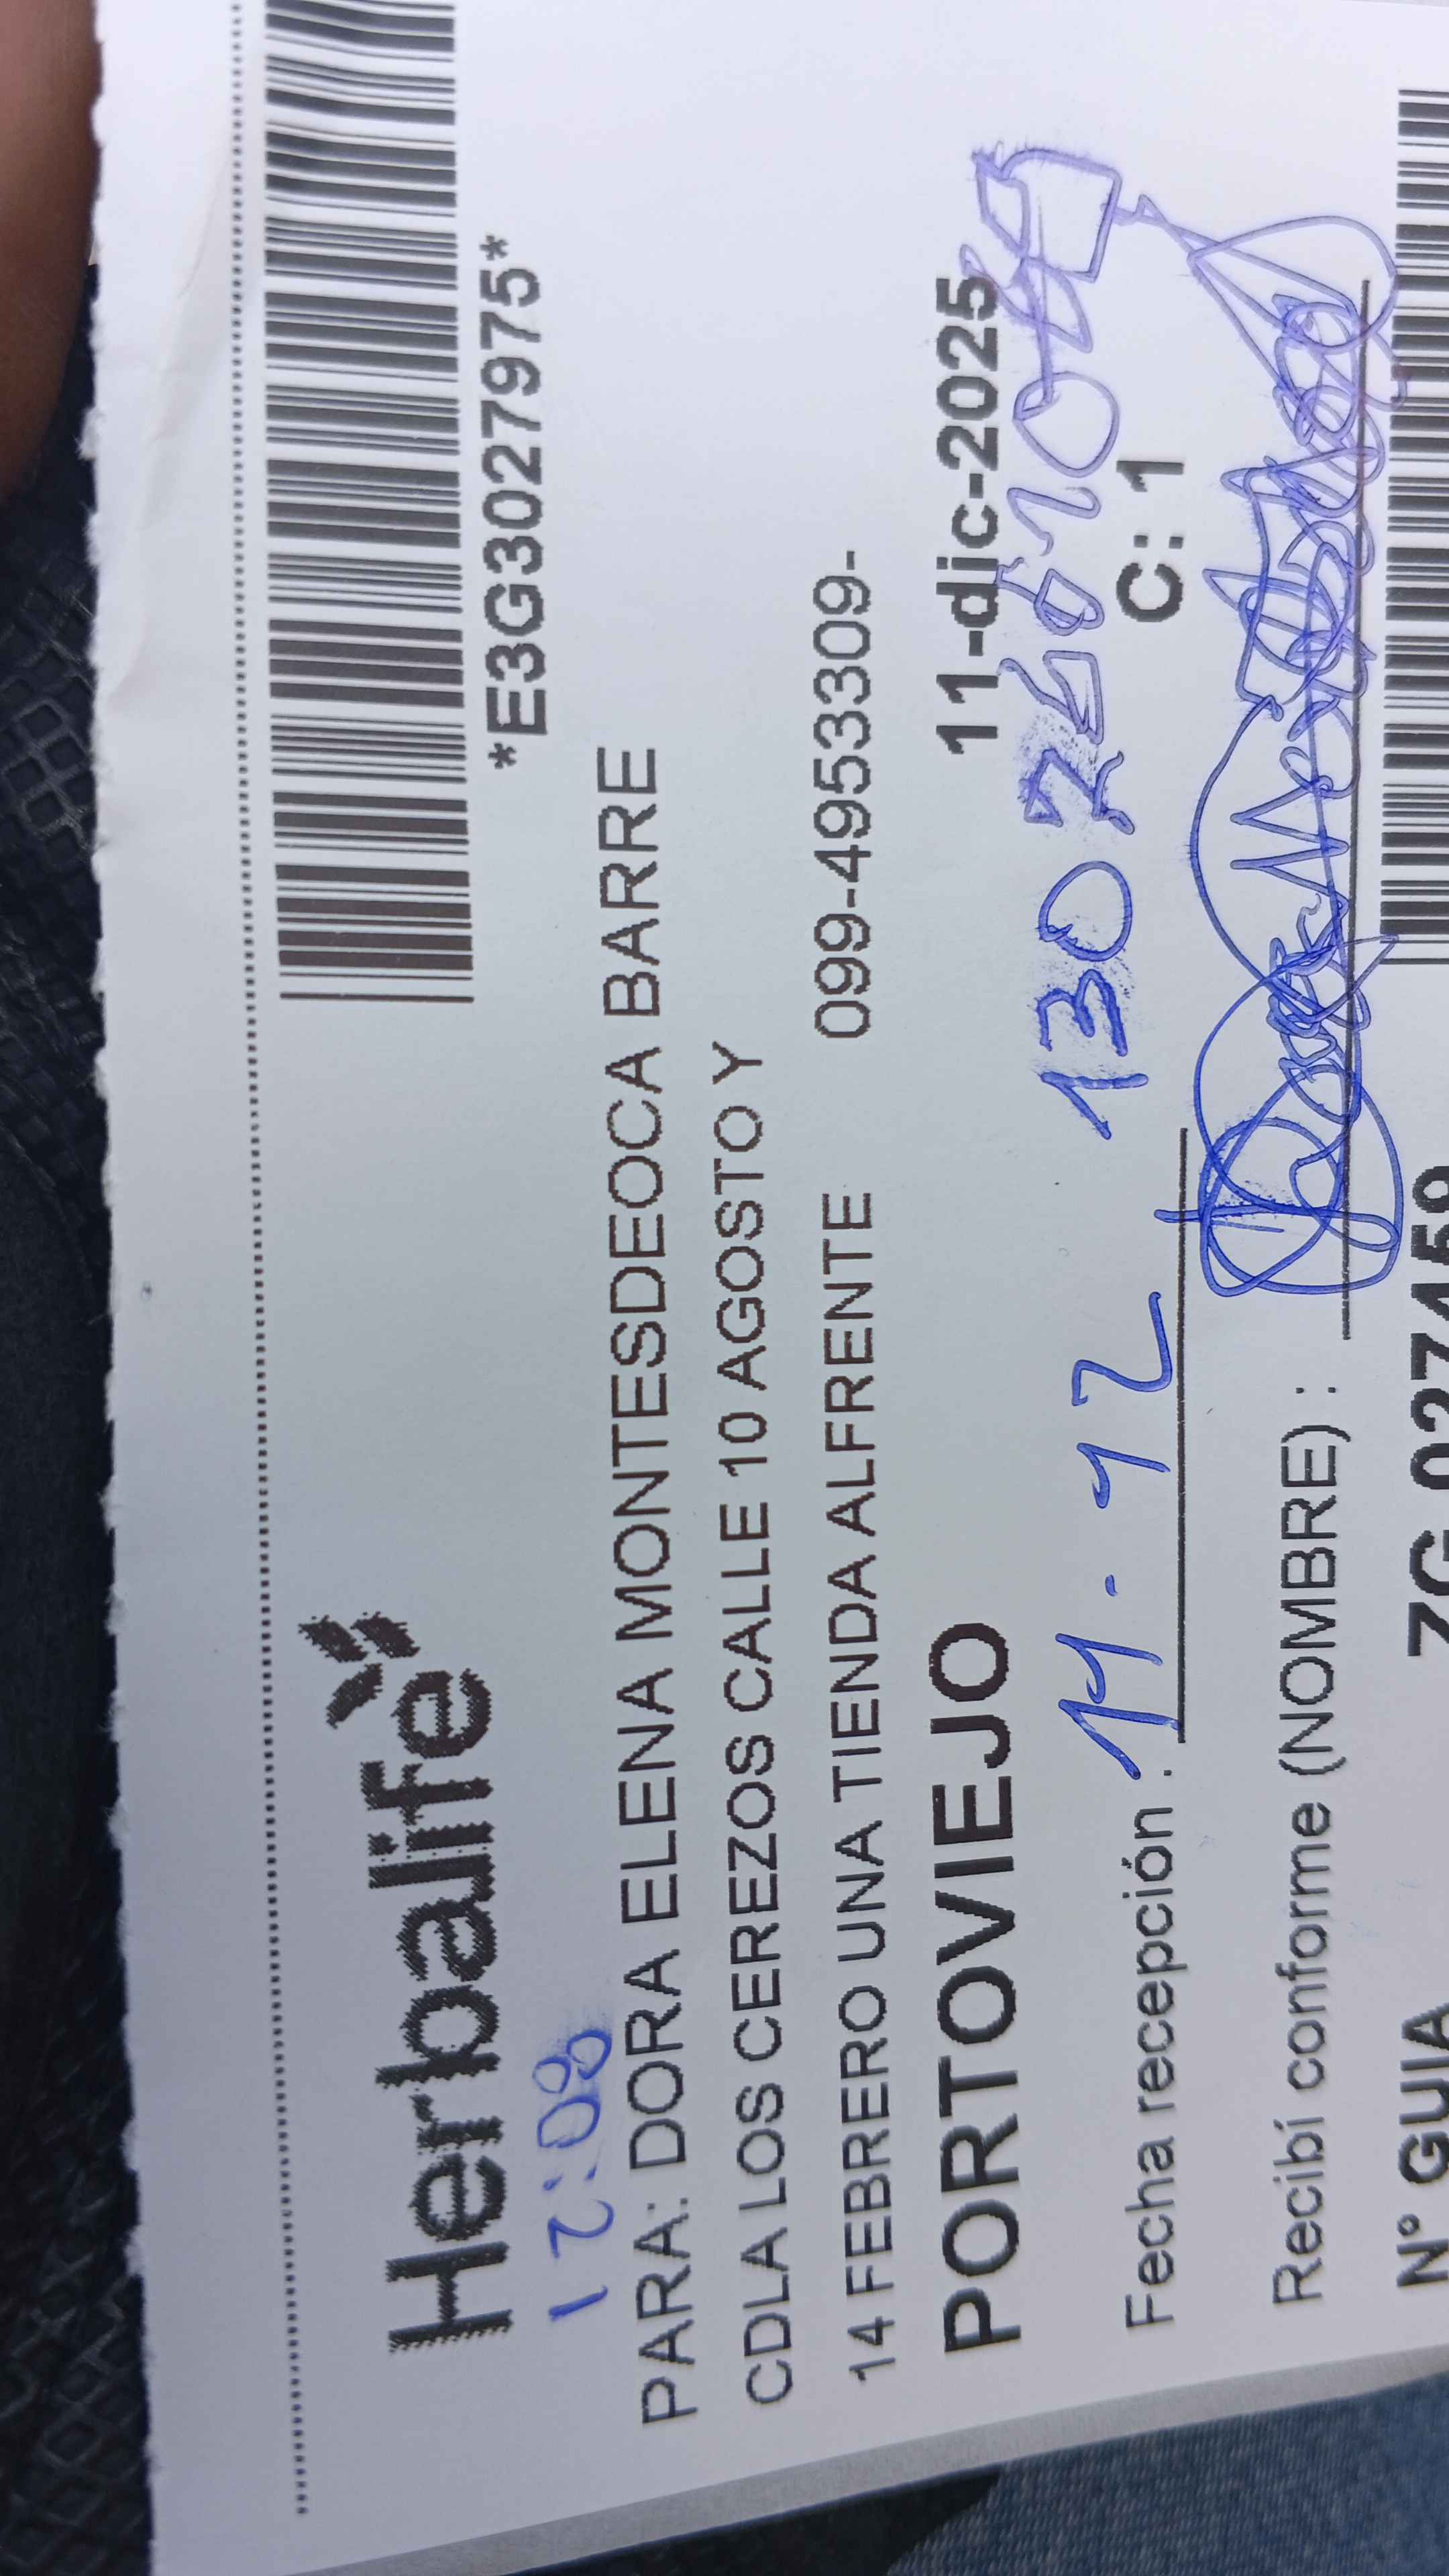 *E3G3027975*
Herbalife
12:08
PARA: DORA ELENA MONTESDEOCA BARRE
CDLA LOS CEREZOS CALLE 10 AGOSTO Y
14 FEBRERO UNA TIENDA ALFRENTE 099-4953309-
PORTOVIEJO 11-dic-2025
Fecha recepción : 11-12
C: 1
Recibí conforme (NOMBRE) :
N° GUIA